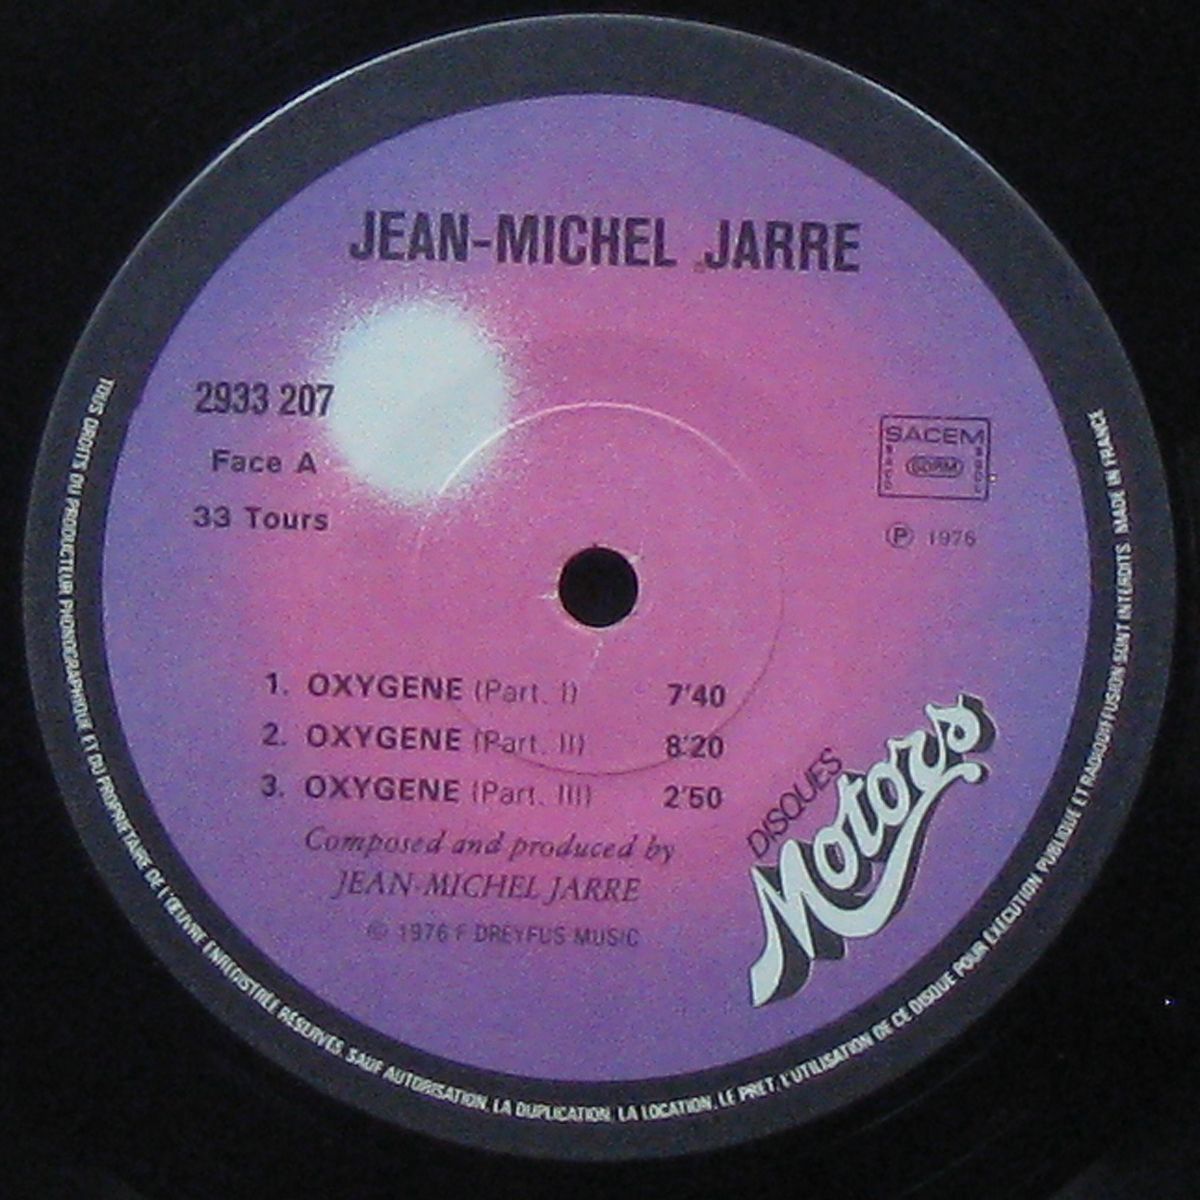 JEAN-MICHEL JARRE
2933 207
Face A
33 Tours
SACEM
SDRM
SACD
SGDL
Ⓟ 1976
1. OXYGENE (Part. I) 7'40
2. OXYGENE (Part. II) 8'20
3. OXYGENE (Part. III) 2'50
Composed and produced by
JEAN-MICHEL JARRE
© 1976 F DREYFUS MUSIC
DISQUES
Motors
TOUS DROITS DU PRODUCTEUR PHONOGRAPHIQUE ET DU PROPRIETAIRE DE L'ŒUVRE ENREGISTREE RESERVES. SAUF AUTORISATION, LA DUPLICATION, LA LOCATION, LE PRET, L'UTILISATION DE CE DISQUE POUR L'EXECUTION PUBLIQUE ET RADIODIFFUSION SONT INTERDITS. MADE IN FRANCE